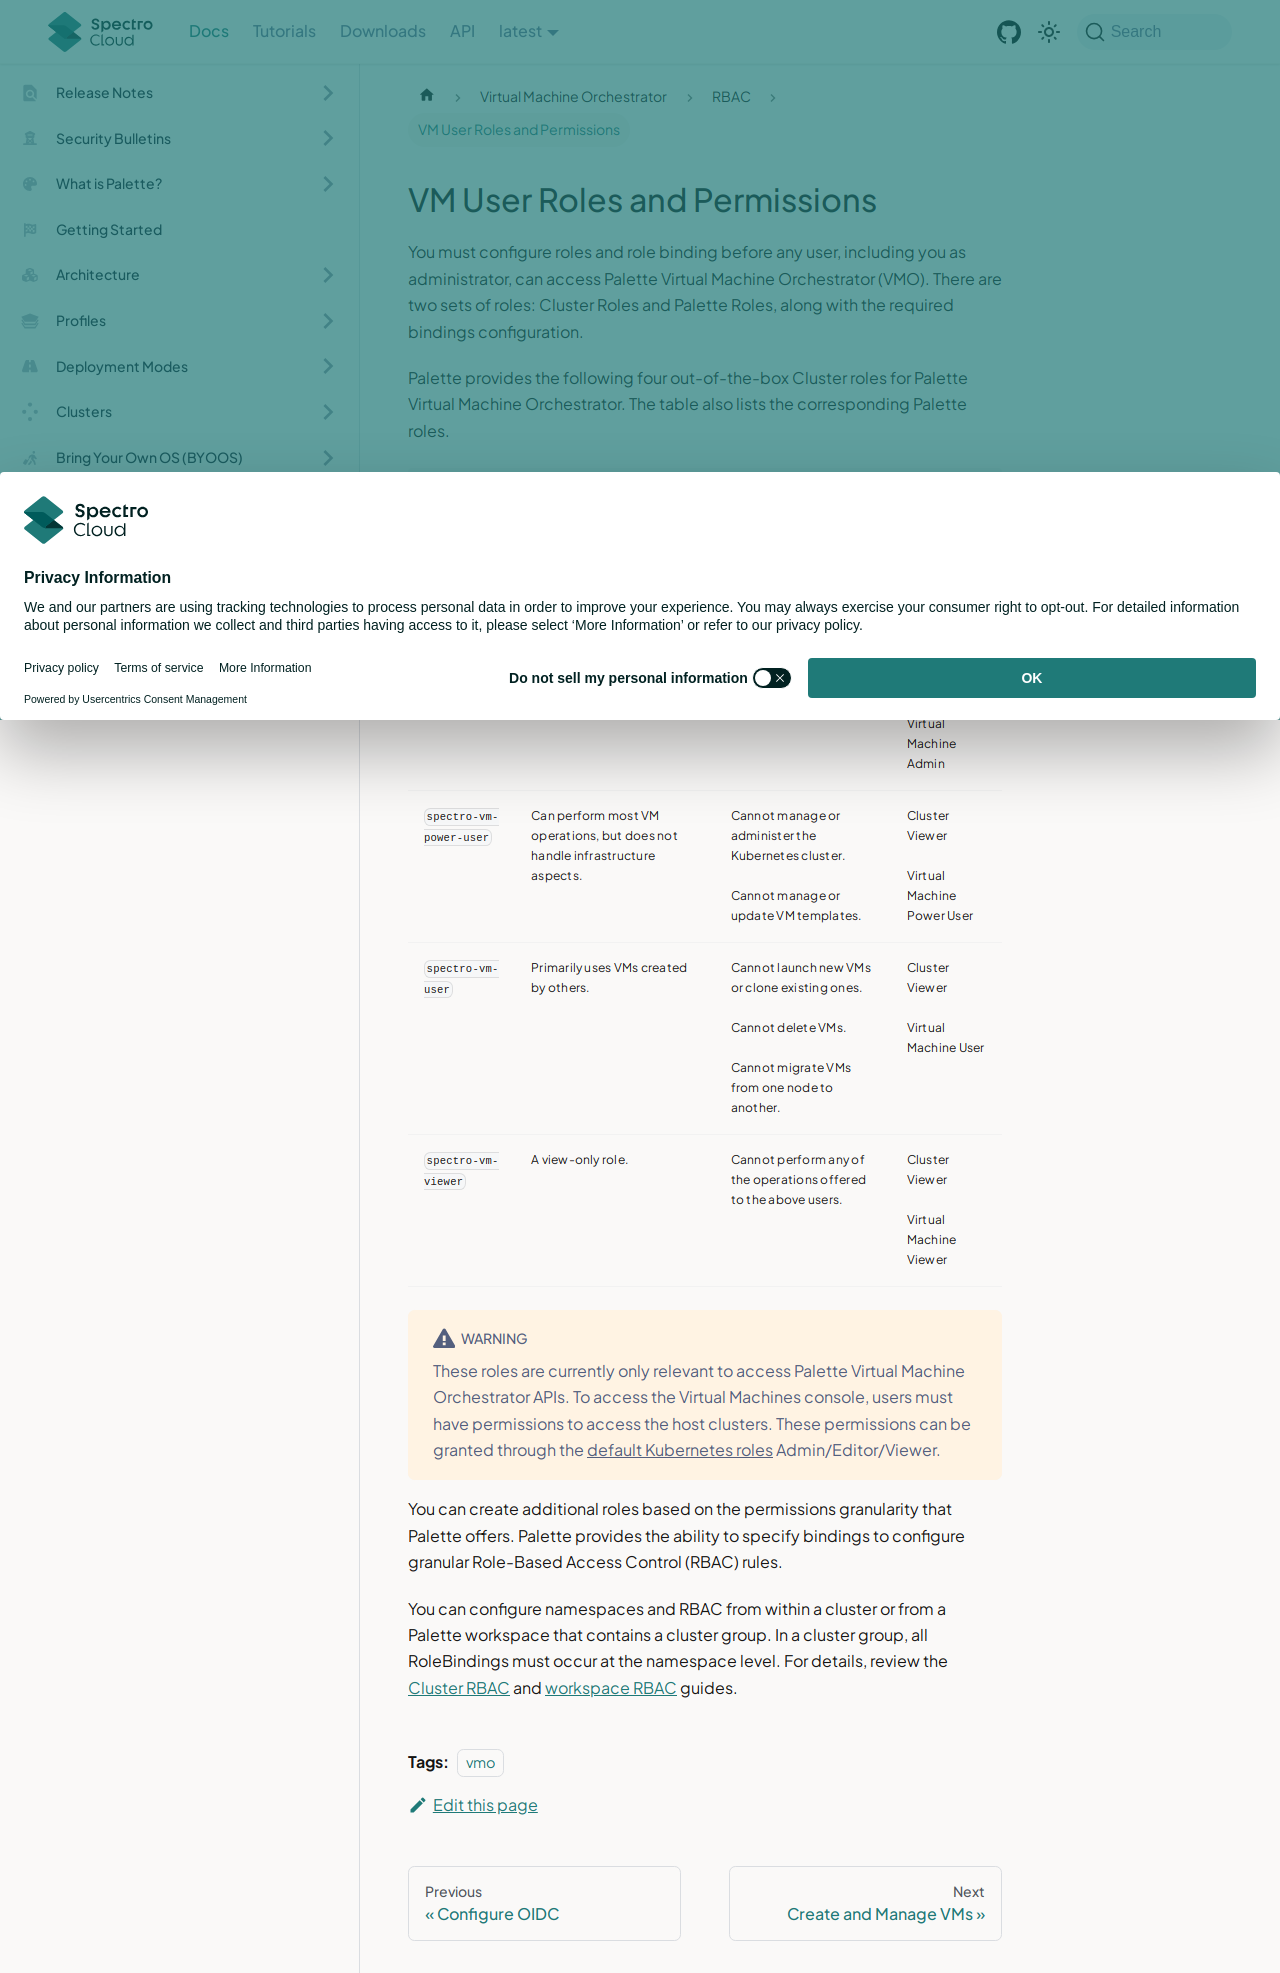 Spectro
Cloud
Docs
Tutorials
Downloads
API
latest
Search
Release Notes
Security Bulletins
What is Palette?
Getting Started
Architecture
Profiles
Deployment Modes
Clusters
Bring Your Own OS (BYOOS)
Virtual Machine Orchestrator
RBAC
VM User Roles and Permissions
VM User Roles and Permissions
You must configure roles and role binding before any user, including you as
administrator, can access Palette Virtual Machine Orchestrator (VMO). There are
two sets of roles: Cluster Roles and Palette Roles, along with the required
bindings configuration.
Palette provides the following four out-of-the-box Cluster roles for Palette
Virtual Machine Orchestrator. The table also lists the corresponding Palette
roles.
Spectro
Cloud
Privacy Information
We and our partners are using tracking technologies to process personal data in order to improve your experience. You may always exercise your consumer right to opt-out. For detailed information
about personal information we collect and third parties having access to it, please select ‘More Information’ or refer to our privacy policy.
Privacy policy
Terms of service
More Information
Powered by Usercentrics Consent Management
Do not sell my personal information
OK
Virtual
Machine
Admin
spectro-vm-
power-user
Can perform most VM
operations, but does not
handle infrastructure
aspects.
Cannot manage or
administer the
Kubernetes cluster.
Cannot manage or
update VM templates.
Cluster
Viewer
Virtual
Machine
Power User
spectro-vm-
user
Primarily uses VMs created
by others.
Cannot launch new VMs
or clone existing ones.
Cannot delete VMs.
Cannot migrate VMs
from one node to
another.
Cluster
Viewer
Virtual
Machine User
spectro-vm-
viewer
A view-only role.
Cannot perform any of
the operations offered
to the above users.
Cluster
Viewer
Virtual
Machine
Viewer
WARNING
These roles are currently only relevant to access Palette Virtual Machine
Orchestrator APIs. To access the Virtual Machines console, users must
have permissions to access the host clusters. These permissions can be
granted through the default Kubernetes roles Admin/Editor/Viewer.
You can create additional roles based on the permissions granularity that
Palette offers. Palette provides the ability to specify bindings to configure
granular Role-Based Access Control (RBAC) rules.
You can configure namespaces and RBAC from within a cluster or from a
Palette workspace that contains a cluster group. In a cluster group, all
RoleBindings must occur at the namespace level. For details, review the
Cluster RBAC and workspace RBAC guides.
Tags:
vmo
Edit this page
Previous
« Configure OIDC
Next
Create and Manage VMs »